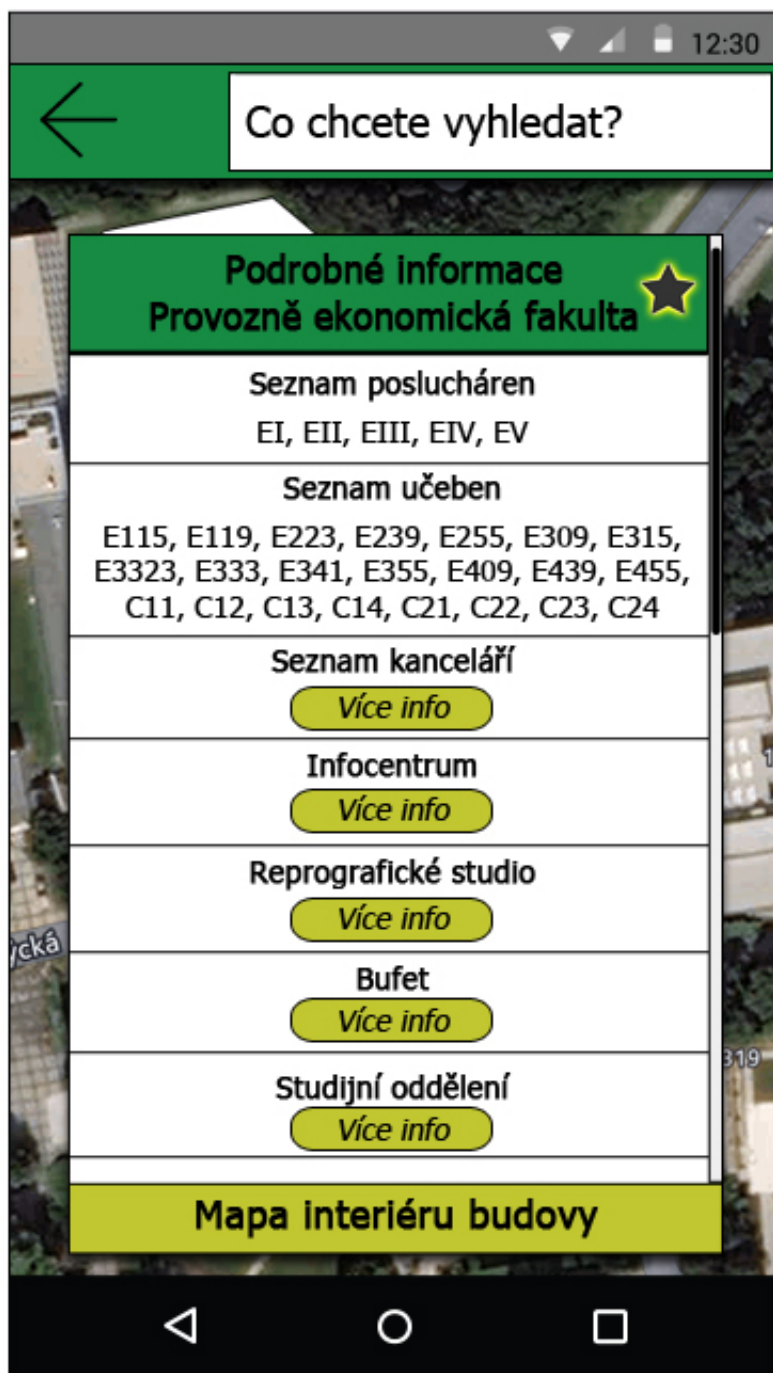 12:30
Co chcete vyhledat?
Podrobné informace
Provozně ekonomická fakulta
Seznam poslucháren
EI, EII, EIII, EIV, EV
Seznam učeben
E115, E119, E223, E239, E255, E309, E315,
E3323, E333, E341, E355, E409, E439, E455,
C11, C12, C13, C14, C21, C22, C23, C24
Seznam kanceláří
Více info
Infocentrum
Více info
Reprografické studio
Více info
ýcká
Bufet
Více info
319
Studijní oddělení
Více info
Mapa interiéru budovy